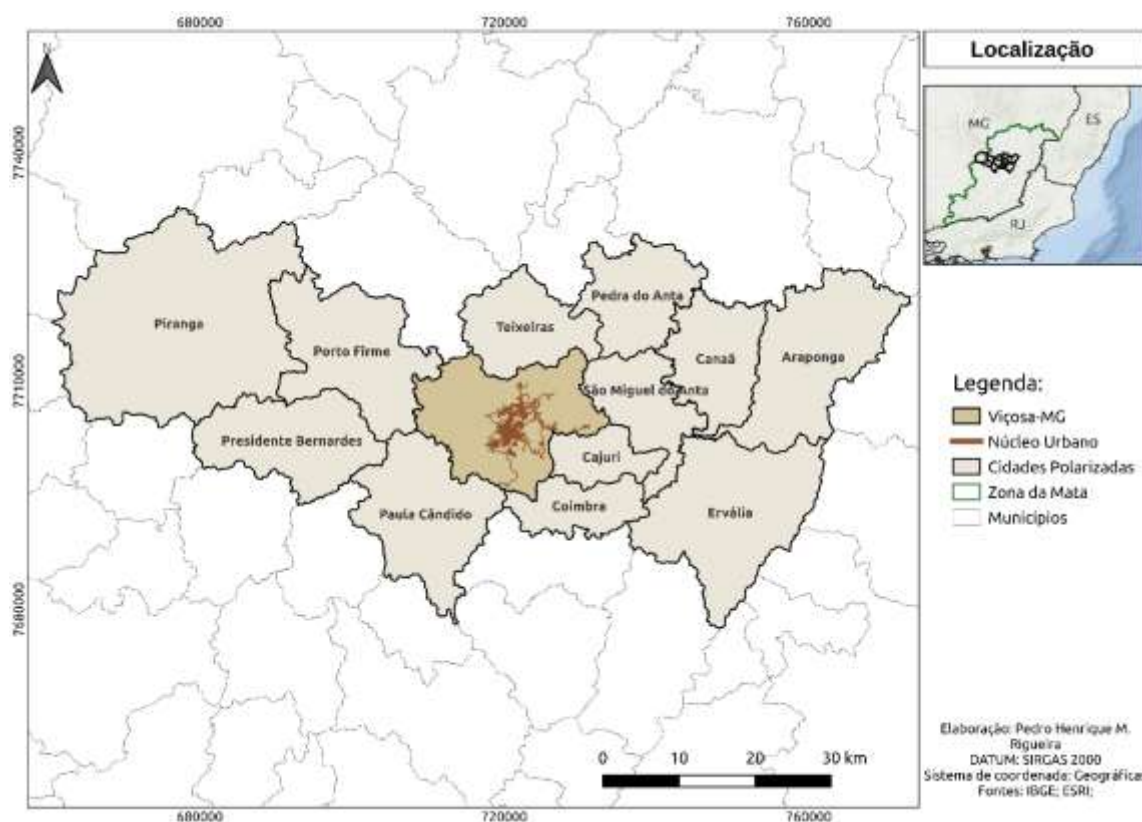 680000
720000
760000
N
Localização
MG
ES
RJ
7740000
7710000
7680000
Piranga
Porto Firme
Teixeiras
Pedra do Anta
Canaã
Araponga
São Miguel do Anta
Presidente Bernardes
Cajuri
Paula Cândido
Coimbra
Ervália
Legenda:
Viçosa-MG
Núcleo Urbano
Cidades Polarizadas
Zona da Mata
Municípios
0 10 20 30 km
Elaboração: Pedro Henrique M.
Rigueira
DATUM: SIRGAS 2000
Sistema de coordenada: Geográficas
Fontes: IBGE; ESRI;
680000
720000
760000